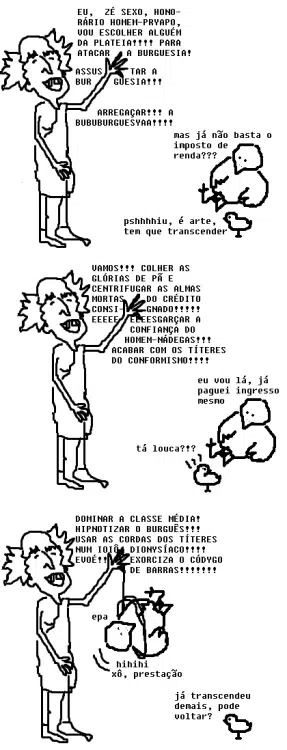 EU, ZÉ SEXO, HONO-
RÁRIO HOMEM-PRYAPO,
VOU ESCOLHER ALGUÉM
DA PLATEIA!!!! PARA
ATACAR A BURGUESIA!
ASSUS TAR A
BUR GUESIA!!!
ARREGAÇAR!!! A
BUBUBURGUESYAA!!!!
mas já não basta o
imposto de
renda???
pshhhhiu, é arte,
tem que transcender
VAMOS!!! COLHER AS
GLÓRIAS DE PÃ E
CENTRIFUGAR AS ALMAS
MORTAS DO CRÉDITO
CONSI GNADO!!!!!
EEEEE EEEESGARÇAR A
CONFIANÇA DO
HOMEM-NÁDEGAS!!!
ACABAR COM OS TÍTERES
DO CONFORMISMO!!!!
eu vou lá, já
paguei ingresso
mesmo
tá louca?!?
DOMINAR A CLASSE MÉDIA!
HIPNOTIZAR O BURGUÊS!!!
USAR AS CORDAS DOS TÍTERES
NUM IOIÔ DIONYSÍACO!!!!
EVOÉ!! EXORCIZA O CÓDYGO
DE BARRAS!!!!!!!
epa
hihihi
xô, prestação
já transcendeu
demais, pode
voltar?